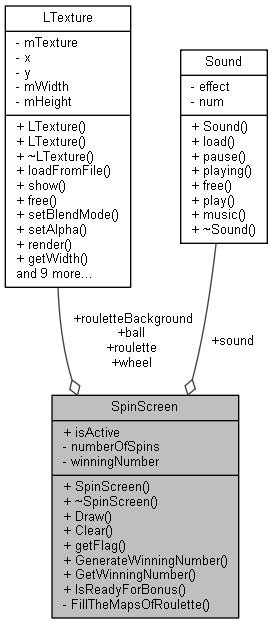 LTexture
- mTexture
- x
- y
- mWidth
- mHeight
+ LTexture()
+ LTexture()
+ ~LTexture()
+ loadFromFile()
+ show()
+ free()
+ setBlendMode()
+ setAlpha()
+ render()
+ getWidth()
and 9 more...
Sound
- effect
- num
+ Sound()
+ load()
+ pause()
+ playing()
+ free()
+ play()
+ music()
+ ~Sound()
+rouletteBackground
+ball
+roulette
+wheel
+sound
SpinScreen
+ isActive
- numberOfSpins
- winningNumber
+ SpinScreen()
+ ~SpinScreen()
+ Draw()
+ Clear()
+ getFlag()
+ GenerateWinningNumber()
+ GetWinningNumber()
+ IsReadyForBonus()
- FillTheMapsOfRoulette()